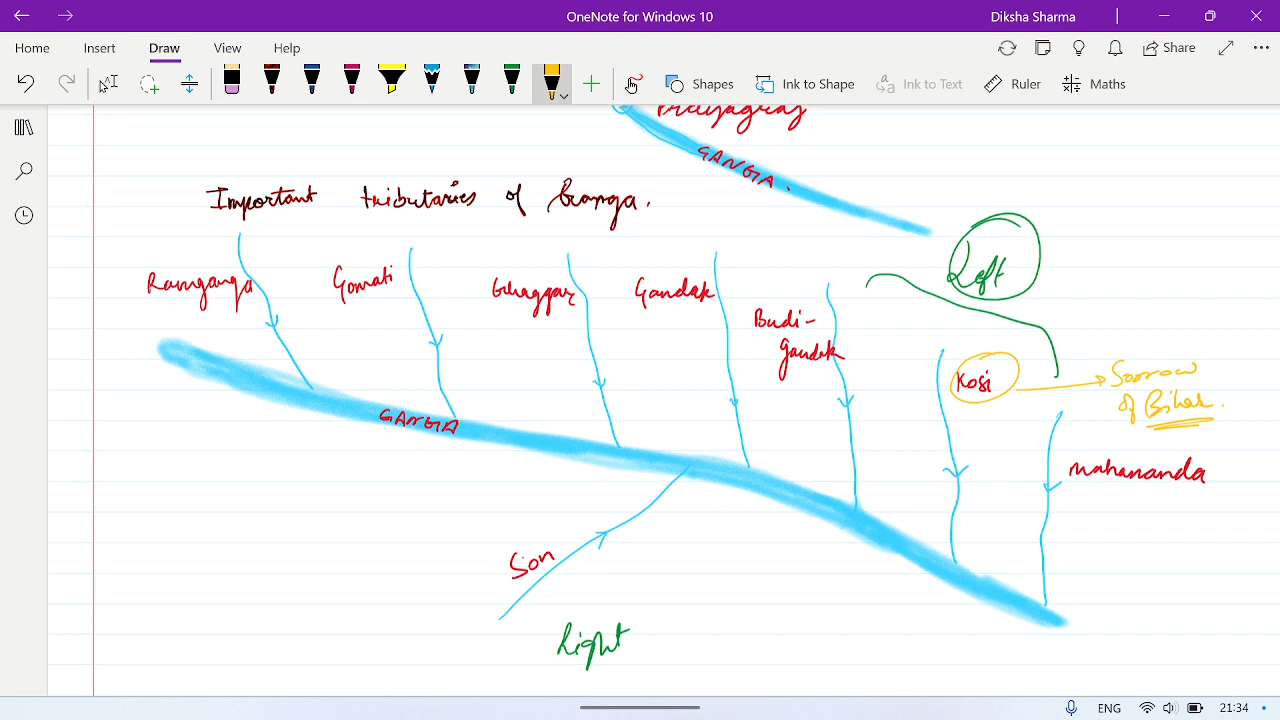 OneNote for Windows 10
Diksha Sharma
Home Insert Draw View Help
Share
Shapes Ink to Shape Ink to Text Ruler Maths
Prayagraj
GANGA.
Important tributaries of Ganga.
Left
Ramganga
Gomati
Ghaggar
Gandak
Budi-
Gandak
Kosi
Sorrow
of Bihar.
GANGA
Mahananda
Son
Right
ENG
21:34